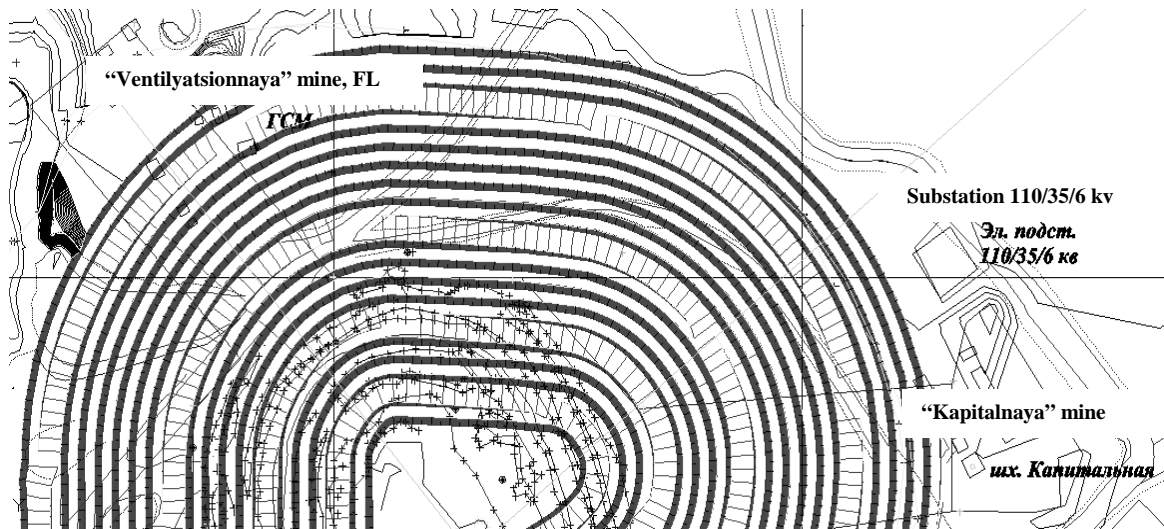 “Ventilyatsionnaya” mine, FL
ГСМ
Substation 110/35/6 kv
Эл. подст.
110/35/6 кв
“Kapitalnaya” mine
шх. Капитальная